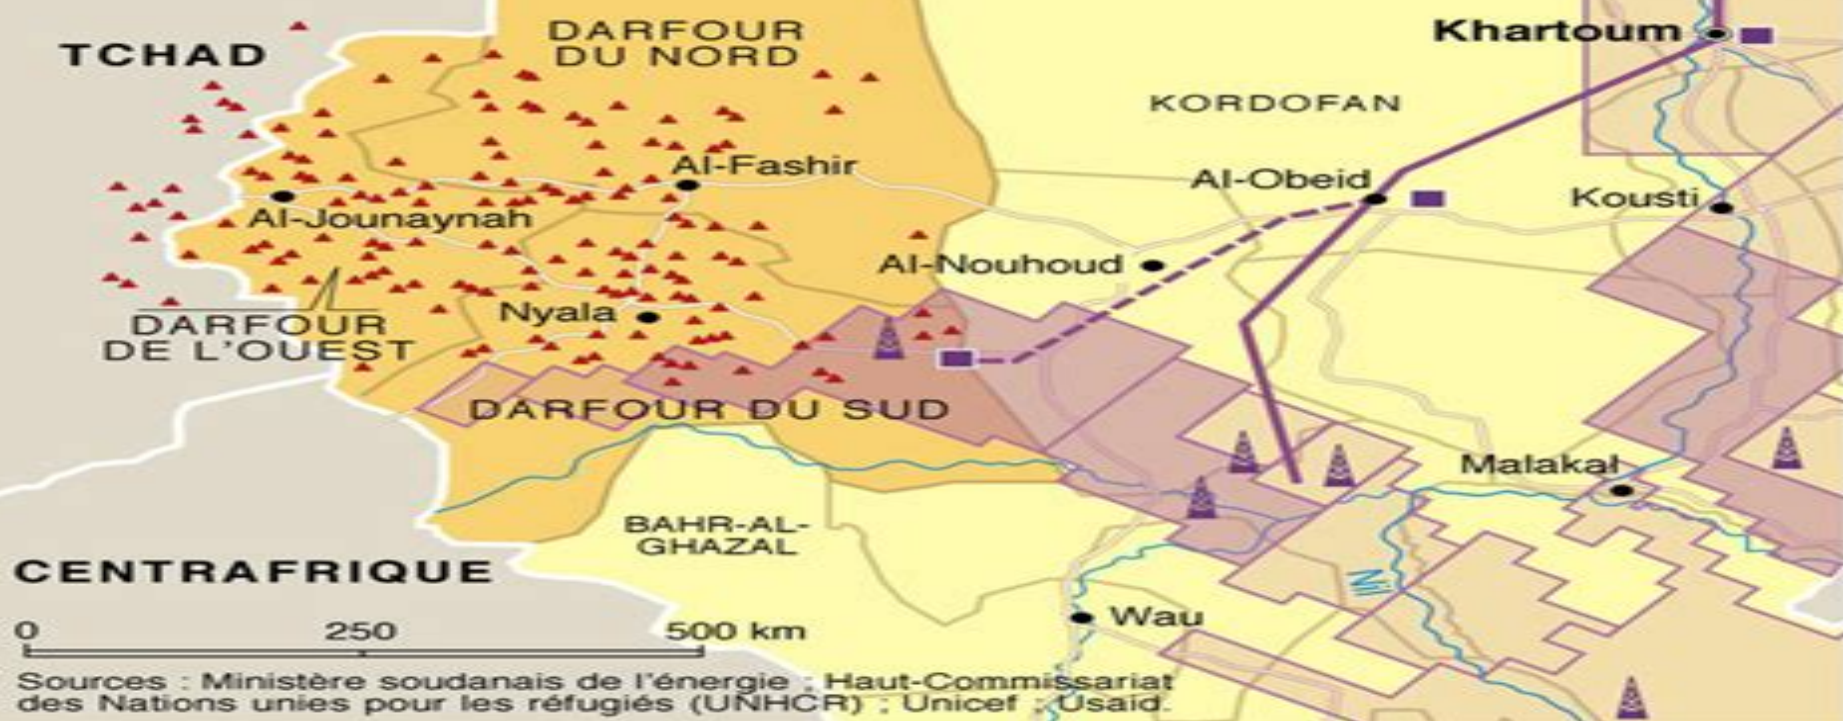 TCHAD
DARFOUR
DU NORD
Khartoum
KORDOFAN
Al-Fashir
Al-Obeid
Kousti
Al-Jounaynah
Al-Nouhoud
Nyala
DARFOUR
DE L'OUEST
DARFOUR DU SUD
Malakal
BAHR-AL-
GHAZAL
CENTRAFRIQUE
Nil
Wau
0 250 500 km
Sources : Ministère soudanais de l'énergie ; Haut-Commissariat
des Nations unies pour les réfugiés (UNHCR) ; Unicef ; Usaid.